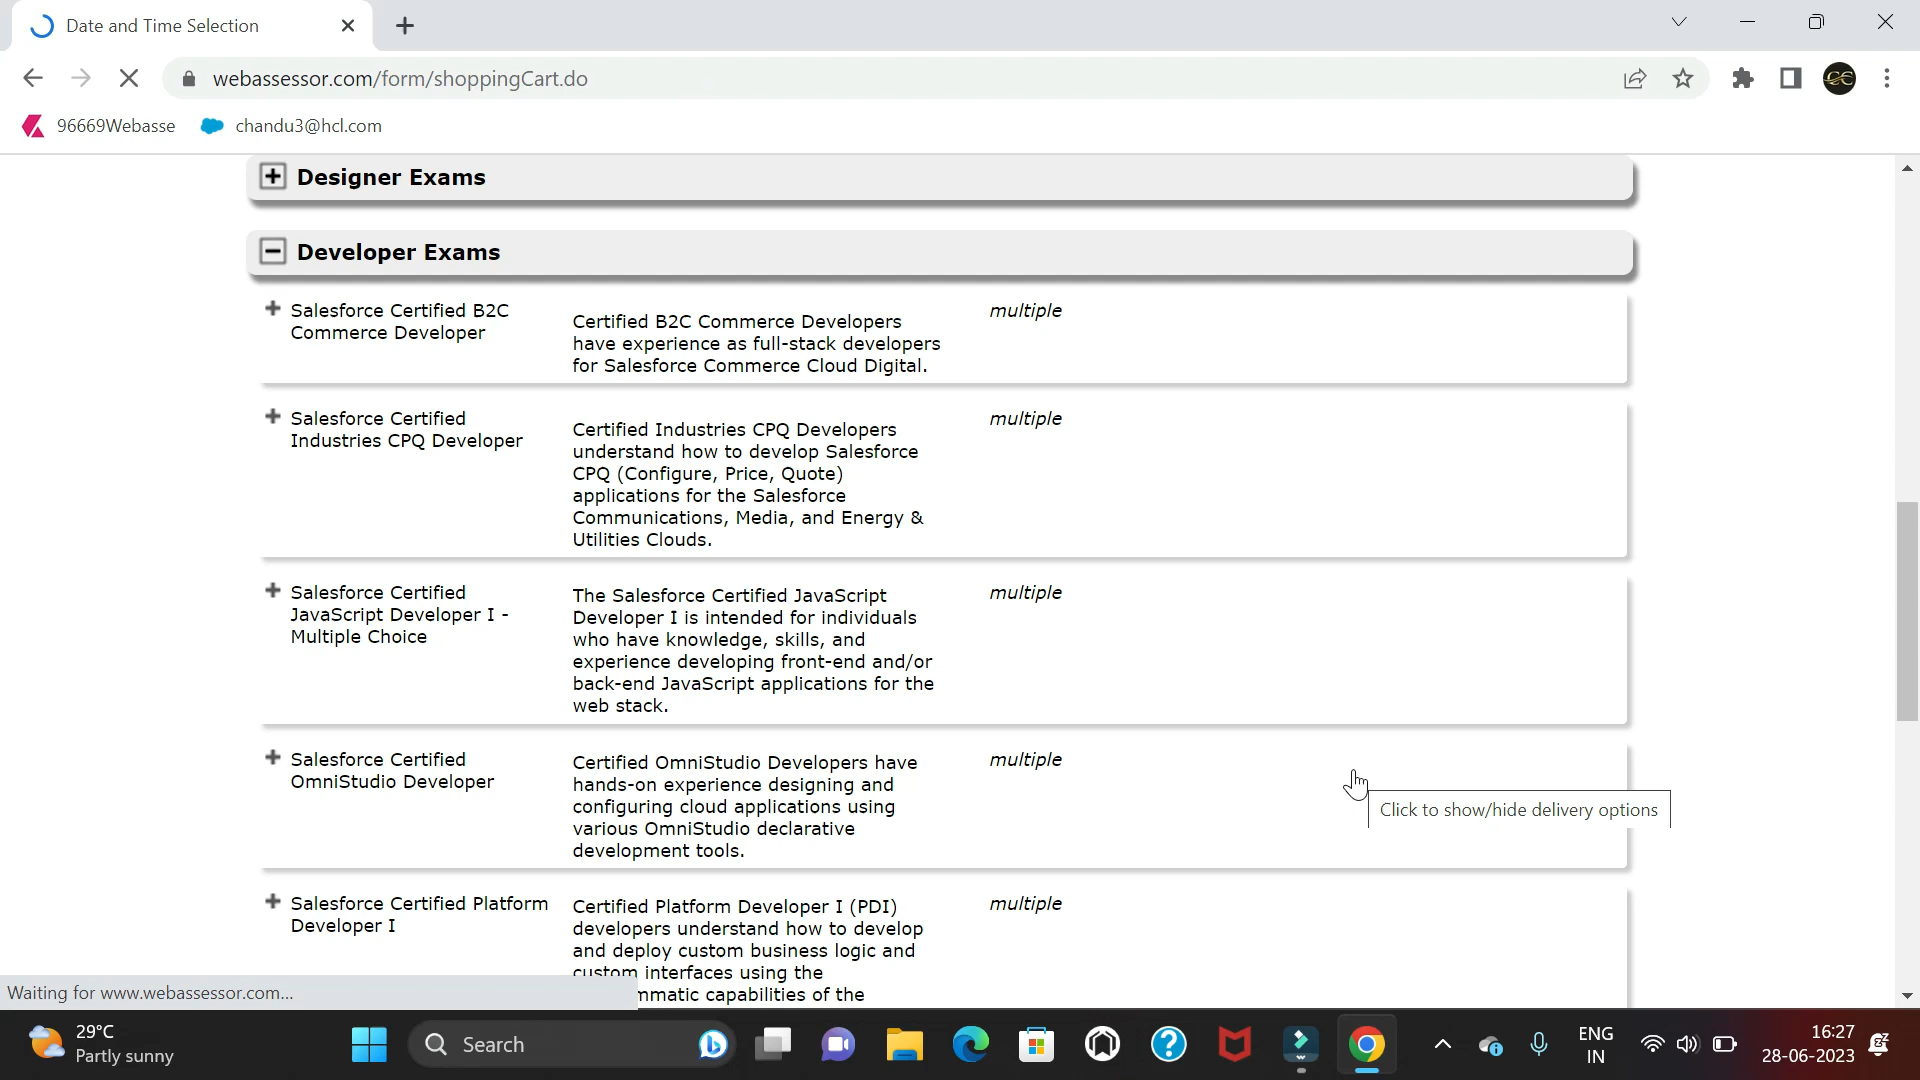 Date and Time Selection
webassessor.com/form/shoppingCart.do
96669Webasse
chandu3@hcl.com
Designer Exams
Developer Exams
Salesforce Certified B2C
Commerce Developer
Certified B2C Commerce Developers
have experience as full-stack developers
for Salesforce Commerce Cloud Digital.
multiple
Salesforce Certified
Industries CPQ Developer
Certified Industries CPQ Developers
understand how to develop Salesforce
CPQ (Configure, Price, Quote)
applications for the Salesforce
Communications, Media, and Energy &
Utilities Clouds.
multiple
Salesforce Certified
JavaScript Developer I -
Multiple Choice
The Salesforce Certified JavaScript
Developer I is intended for individuals
who have knowledge, skills, and
experience developing front-end and/or
back-end JavaScript applications for the
web stack.
multiple
Salesforce Certified
OmniStudio Developer
Certified OmniStudio Developers have
hands-on experience designing and
configuring cloud applications using
various OmniStudio declarative
development tools.
multiple
Click to show/hide delivery options
Salesforce Certified Platform
Developer I
Certified Platform Developer I (PDI)
developers understand how to develop
and deploy custom business logic and
custom interfaces using the
mmatic capabilities of the
multiple
Waiting for www.webassessor.com...
29°C
Partly sunny
Search
ENG
IN
16:27
28-06-2023